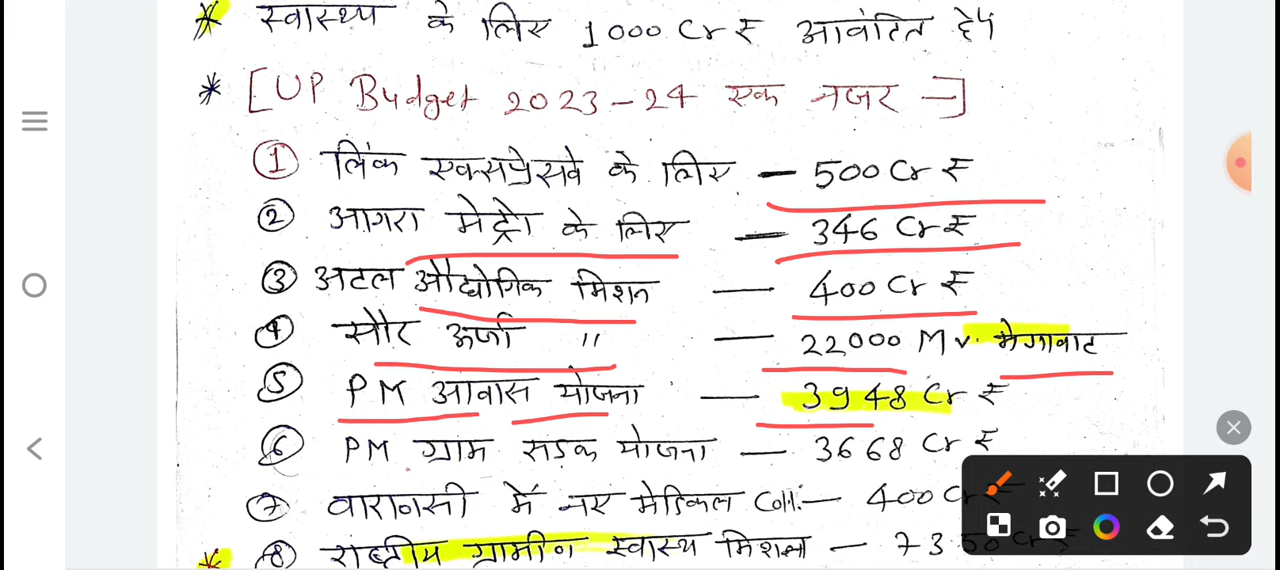 * स्वास्थ्य के लिए 1000 Cr ₹ आवंटित हेतु
* [UP Budget 2023-24 एक नजर -]
① लिंक एक्सप्रेसवे के लिए - 500 Cr ₹
② आगरा मेट्रो के लिए - 346 Cr ₹
③ अटल औद्योगिक मिशन - 400 Cr ₹
④ सौर ऊर्जा " - 22000 Mv. मेगावाट
⑤ PM आवास योजना - 3948 Cr ₹
⑥ PM ग्राम सड़क योजना - 3668 Cr ₹
⑦ वाराणसी में नए मेडिकल Coll. - 400 Cr ₹
* ⑧ राष्ट्रीय ग्रामीण स्वास्थ्य मिशन - 7350 Cr ₹